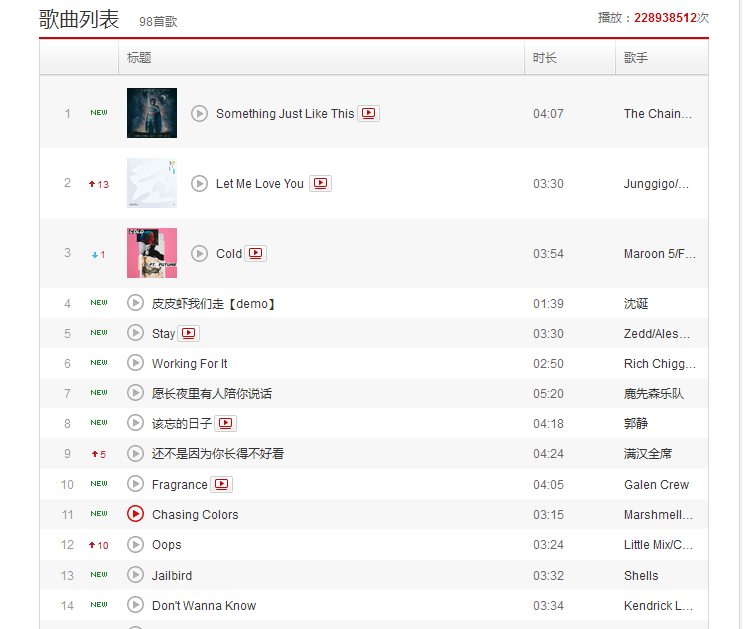 歌曲列表 98首歌 播放：228938512次
标题 时长 歌手
1 NEW Something Just Like This 04:07 The Chain...
2 13 Let Me Love You 03:30 Junggigo/...
3 1 Cold 03:54 Maroon 5/F...
4 NEW 皮皮虾我们走【demo】 01:39 沈诞
5 NEW Stay 03:30 Zedd/Ales...
6 NEW Working For It 02:50 Rich Chigg...
7 NEW 愿长夜里有人陪你说话 05:20 鹿先森乐队
8 NEW 该忘的日子 04:18 郭静
9 5 还不是因为你长得不好看 04:24 满汉全席
10 NEW Fragrance 04:05 Galen Crew
11 NEW Chasing Colors 03:15 Marshmell...
12 10 Oops 03:24 Little Mix/C...
13 NEW Jailbird 03:32 Shells
14 NEW Don't Wanna Know 03:34 Kendrick L...